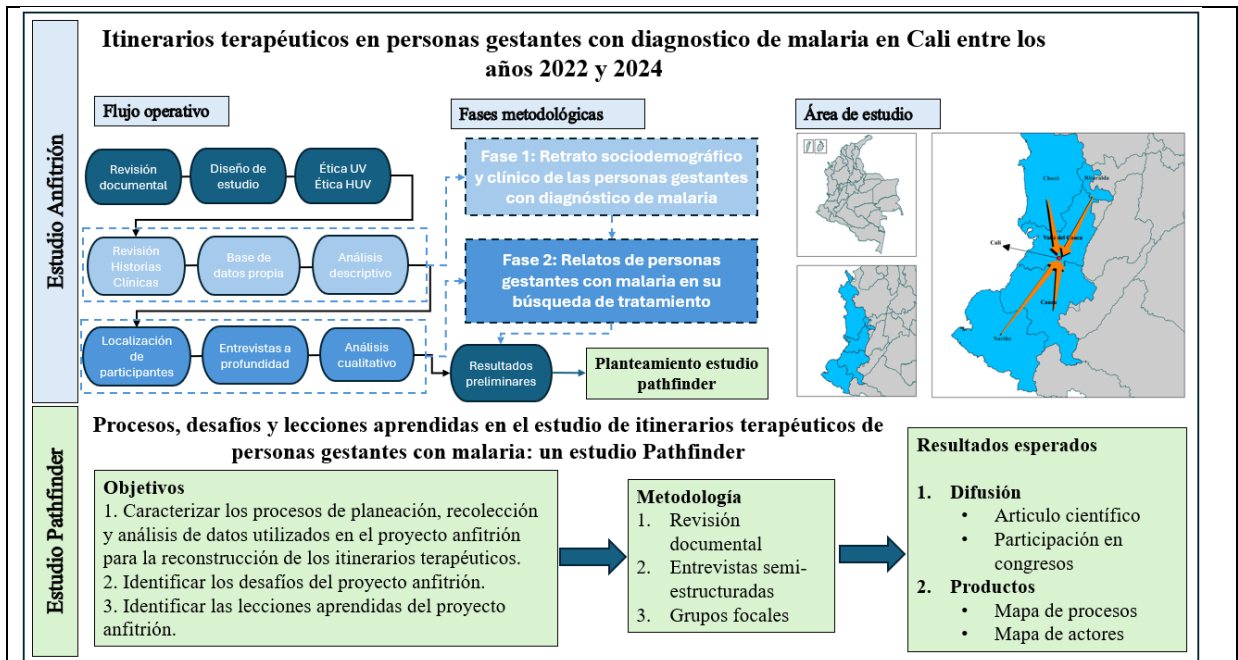 Estudio Anfitrión
Itinerarios terapéuticos en personas gestantes con diagnostico de malaria en Cali entre los
años 2022 y 2024
Flujo operativo
Revisión
documental
Diseño de
estudio
Ética UV
Ética HUV
Revisión
Historias
Clínicas
Base de
datos propia
Análisis
descriptivo
Localización
de
participantes
Entrevistas a
profundidad
Análisis
cualitativo
Fases metodológicas
Fase 1: Retrato sociodemográfico
y clínico de las personas gestantes
con diagnóstico de malaria
Fase 2: Relatos de personas
gestantes con malaria en su
búsqueda de tratamiento
Resultados
preliminares
Planteamiento estudio
pathfinder
Área de estudio
Chocó
Risaralda
Valle del Cauca
Cali
Cauca
Nariño
Estudio Pathfinder
Procesos, desafíos y lecciones aprendidas en el estudio de itinerarios terapéuticos de
personas gestantes con malaria: un estudio Pathfinder
Objetivos
1. Caracterizar los procesos de planeación, recolección
y análisis de datos utilizados en el proyecto anfitrión
para la reconstrucción de los itinerarios terapéuticos.
2. Identificar los desafíos del proyecto anfitrión.
3. Identificar las lecciones aprendidas del proyecto
anfitrión.
Metodología
1. Revisión
documental
2. Entrevistas semi-
estructuradas
3. Grupos focales
Resultados esperados
1. Difusión
• Articulo científico
• Participación en
congresos
2. Productos
• Mapa de procesos
• Mapa de actores